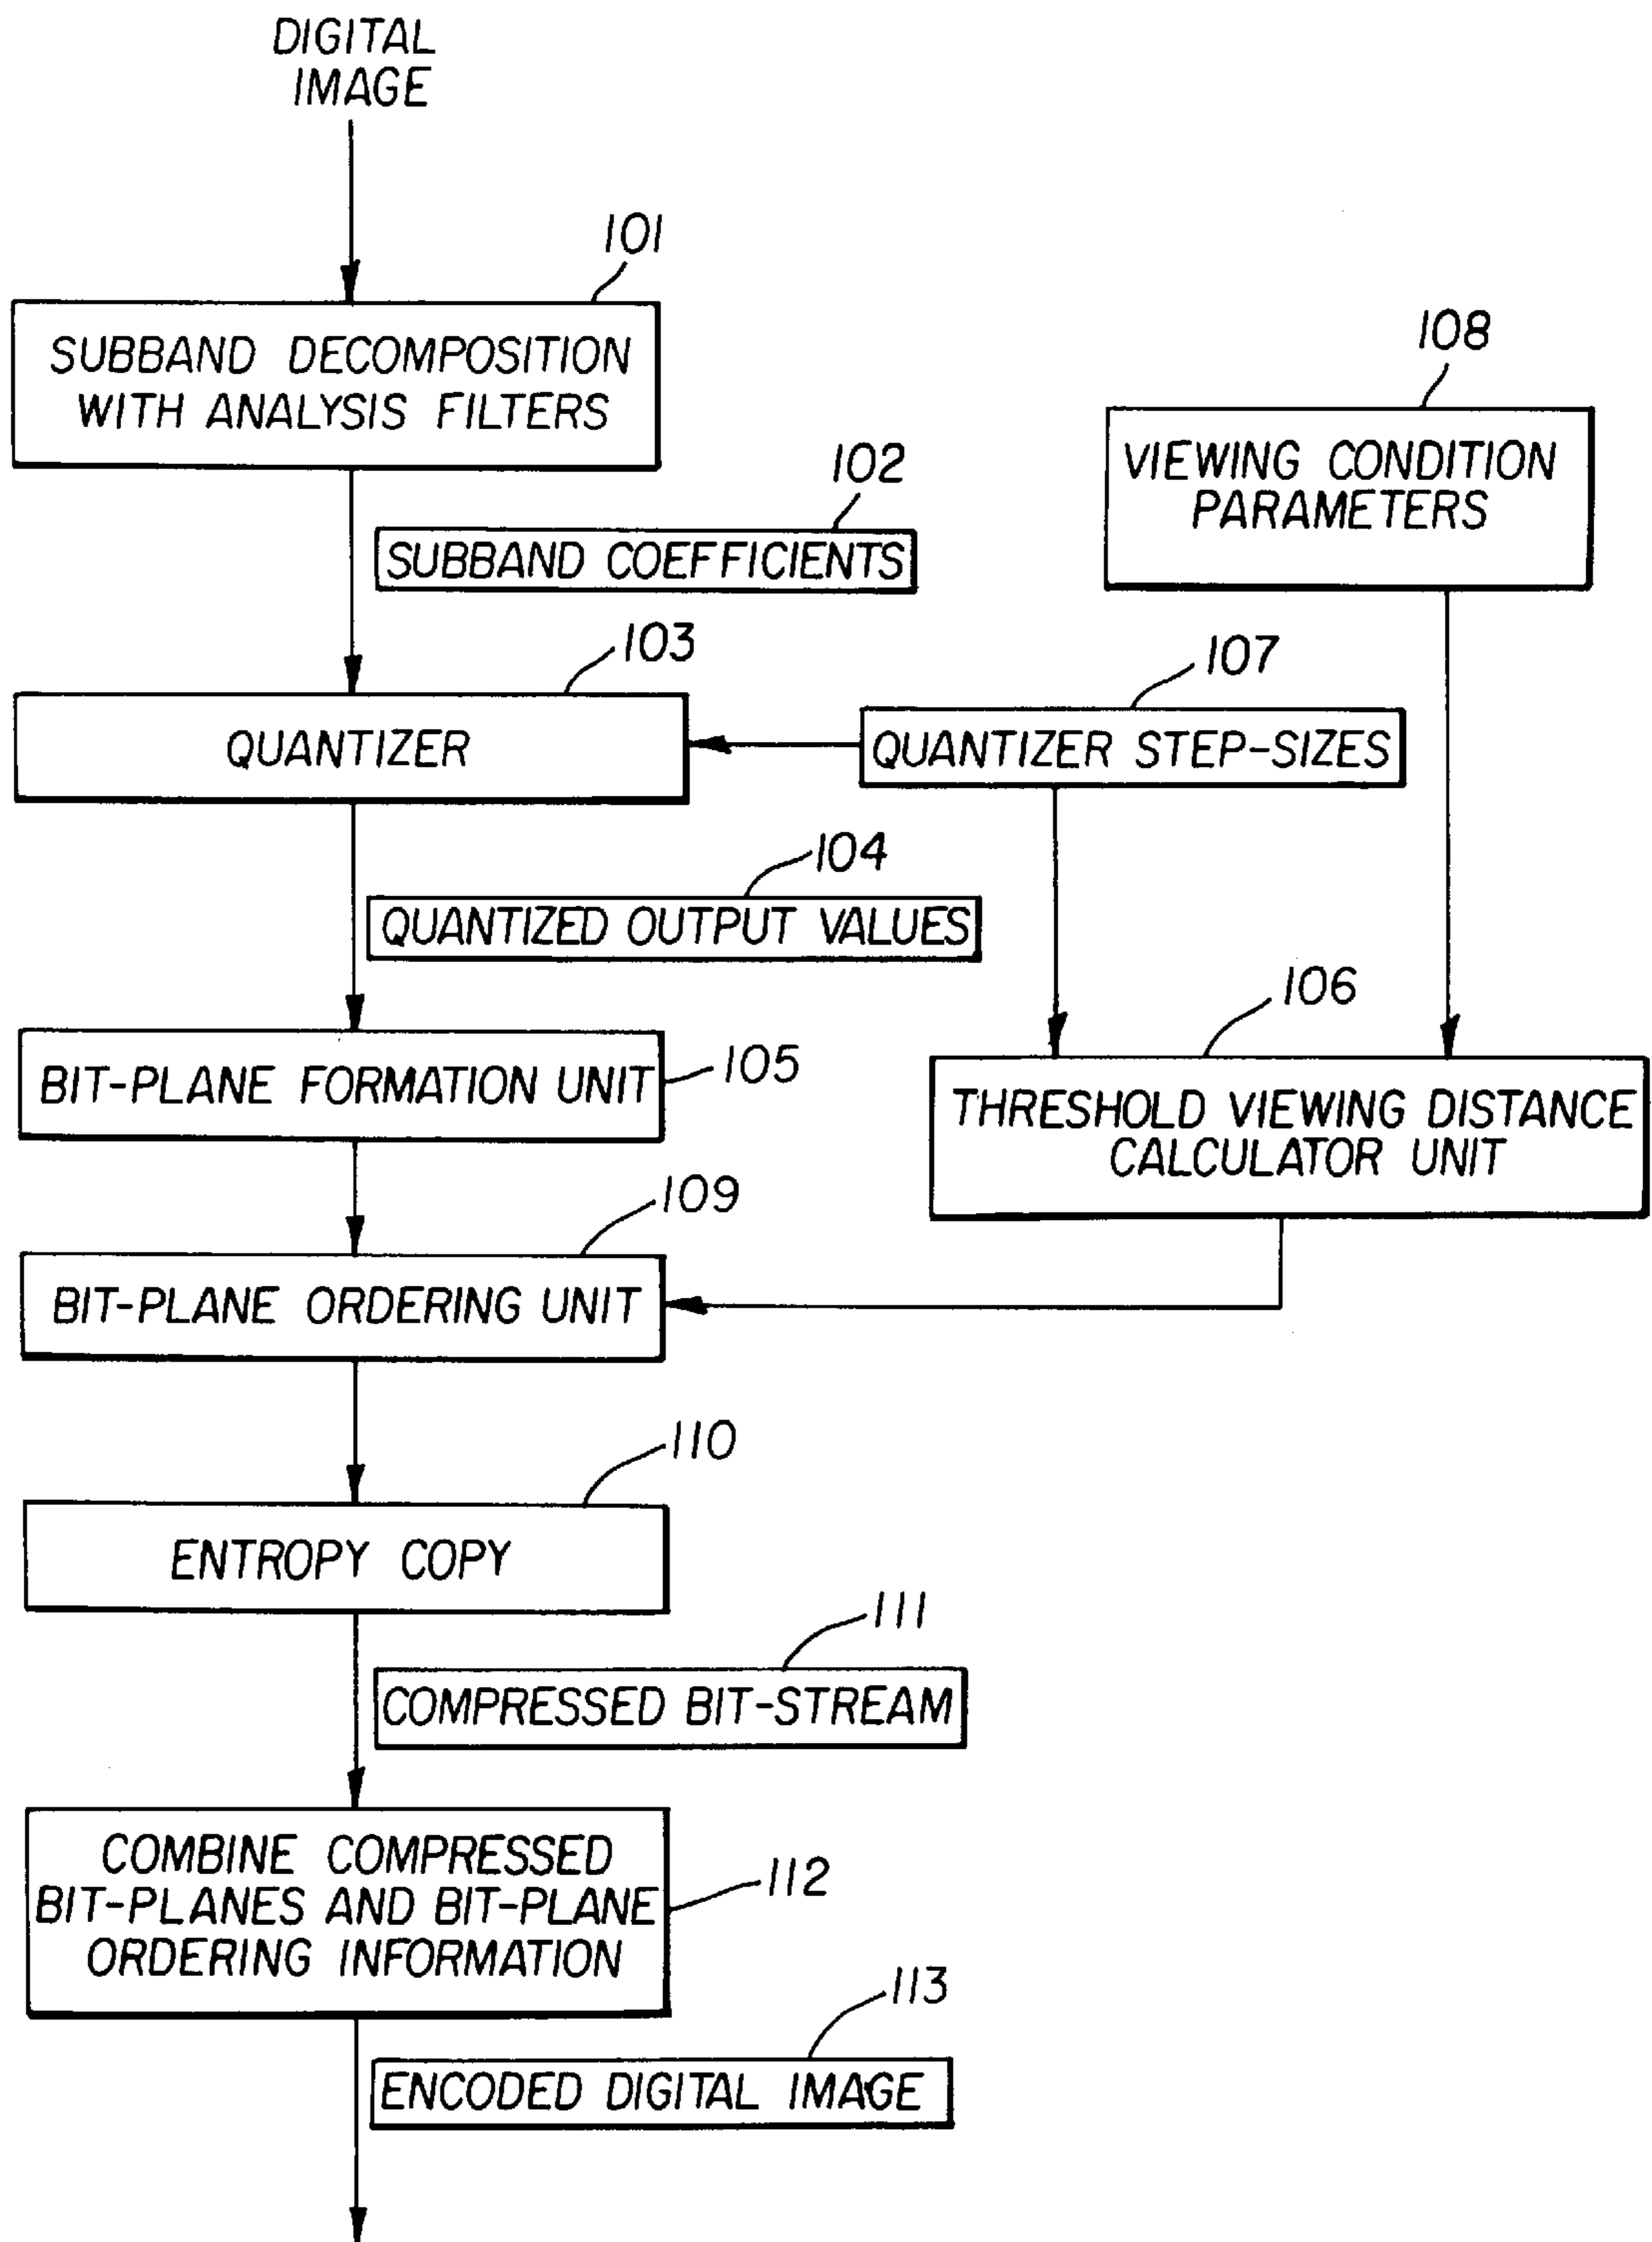 DIGITAL
IMAGE
101
SUBBAND DECOMPOSITION
WITH ANALYSIS FILTERS
108
VIEWING CONDITION
PARAMETERS
102
SUBBAND COEFFICIENTS
103
QUANTIZER
107
QUANTIZER STEP-SIZES
104
QUANTIZED OUTPUT VALUES
106
THRESHOLD VIEWING DISTANCE
CALCULATOR UNIT
BIT-PLANE FORMATION UNIT
105
109
BIT-PLANE ORDERING UNIT
110
ENTROPY COPY
111
COMPRESSED BIT-STREAM
COMBINE COMPRESSED
BIT-PLANES AND BIT-PLANE
ORDERING INFORMATION
112
113
ENCODED DIGITAL IMAGE